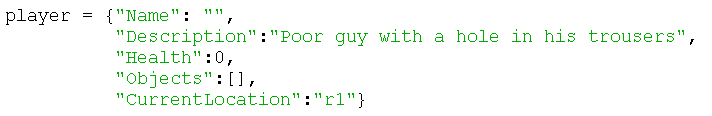 player = {"Name": "",
"Description":"Poor guy with a hole in his trousers",
"Health":0,
"Objects":[],
"CurrentLocation":"r1"}